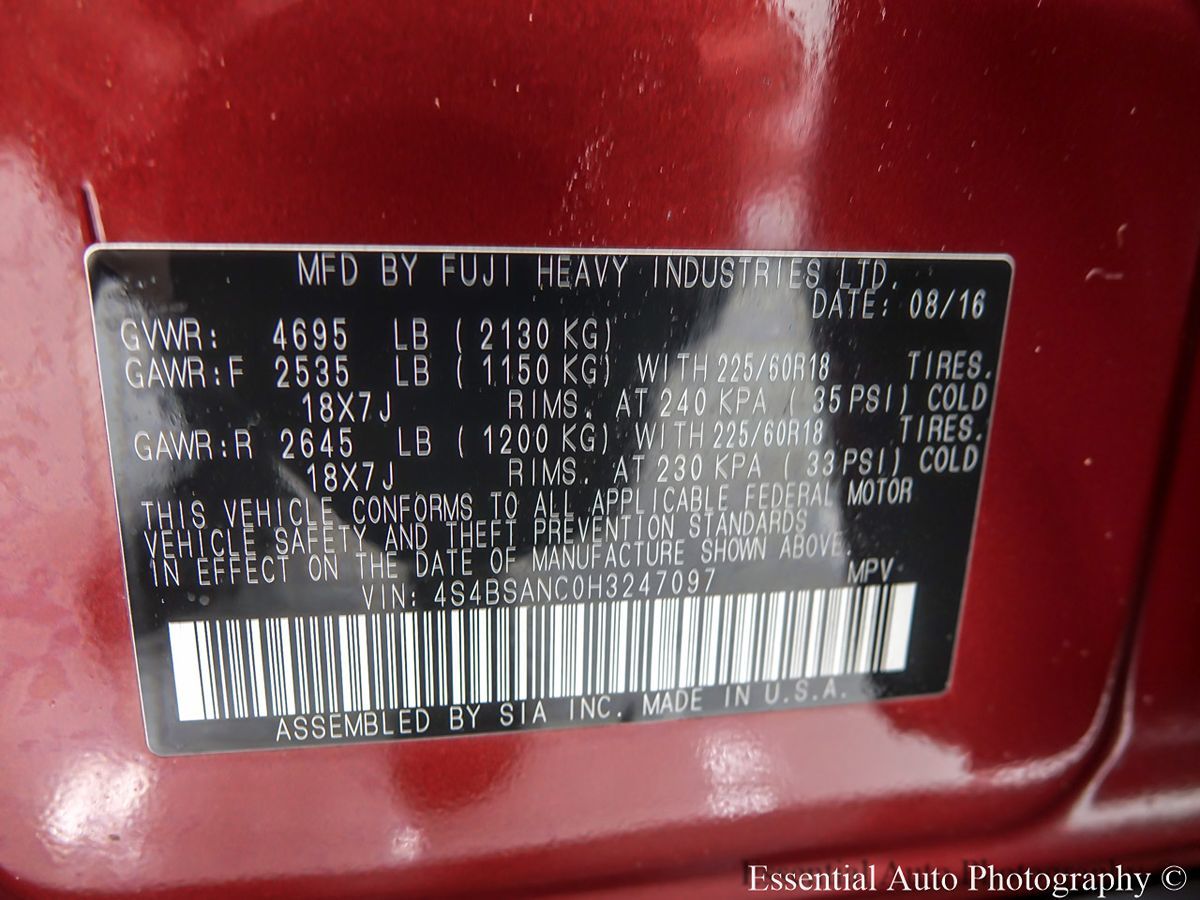 MFD BY FUJI HEAVY INDUSTRIES LTD.
DATE: 08/16
GVWR: 4695 LB ( 2130 KG)
GAWR:F 2535 LB ( 1150 KG) WITH 225/60R18 TIRES.
18X7J RIMS. AT 240 KPA ( 35 PSI) COLD
GAWR:R 2645 LB ( 1200 KG) WITH 225/60R18 TIRES.
18X7J RIMS. AT 230 KPA ( 33 PSI) COLD
THIS VEHICLE CONFORMS TO ALL APPLICABLE FEDERAL MOTOR
VEHICLE SAFETY AND THEFT PREVENTION STANDARDS
IN EFFECT ON THE DATE OF MANUFACTURE SHOWN ABOVE.
VIN: 4S4BSANC0H3247097 MPV
ASSEMBLED BY SIA INC. MADE IN U.S.A.
Essential Auto Photography ©